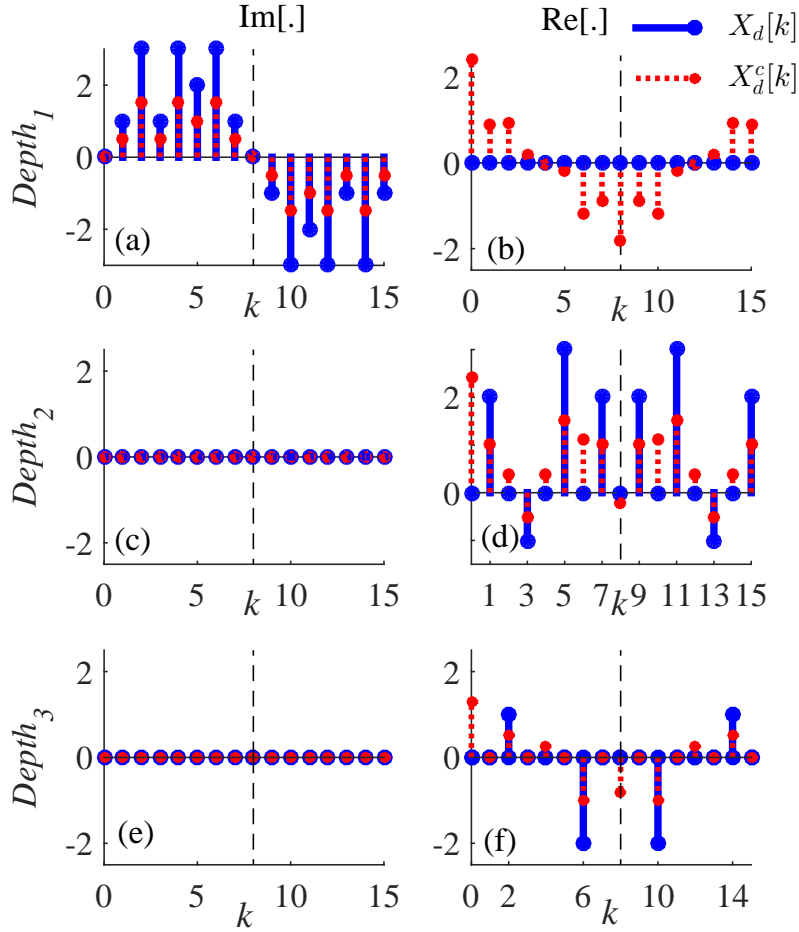 Im[.] Re[.] X_d[k]
X_d^c[k]
Depth_1
2
0
-2
(a)
0 5 10 15
k
2
0
-2
(b)
0 5 10 15
k
Depth_2
2
0
-2
(c)
0 5 10 15
k
2
0
(d)
1 3 5 7 9 11 13 15
k
Depth_3
2
0
-2
(e)
0 5 10 15
k
2
0
-2
(f)
0 2 6 10 14
k